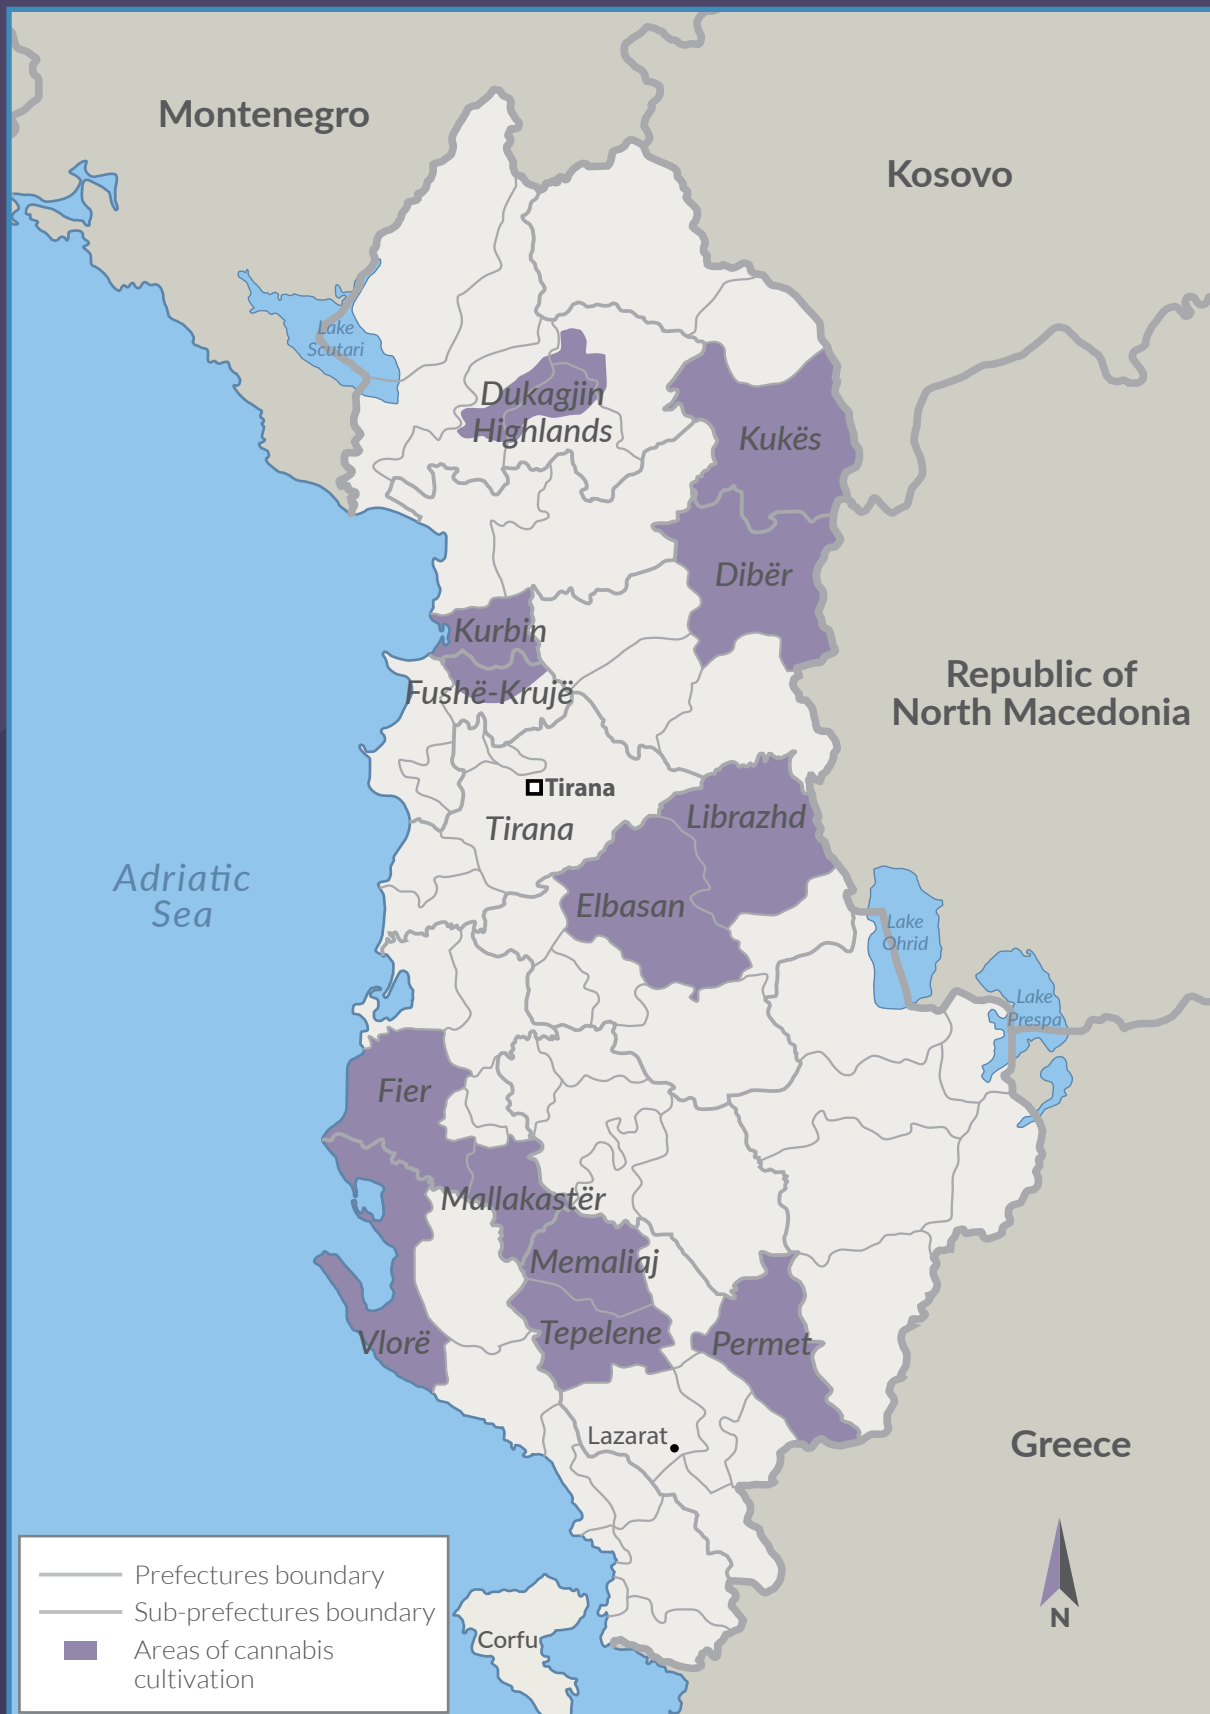 Montenegro
Kosovo
Lake
Scutari
Dukagjin
Highlands
Kukës
Dibër
Kurbin
Fushë-Krujë
Republic of
North Macedonia
Tirana
Tirana
Librazhd
Adriatic
Sea
Elbasan
Lake
Ohrid
Lake
Prespa
Fier
Mallakastër
Memaliaj
Vlorë
Tepelene
Permet
Lazarat
Greece
Prefectures boundary
Sub-prefectures boundary
Areas of cannabis
cultivation
Corfu
N